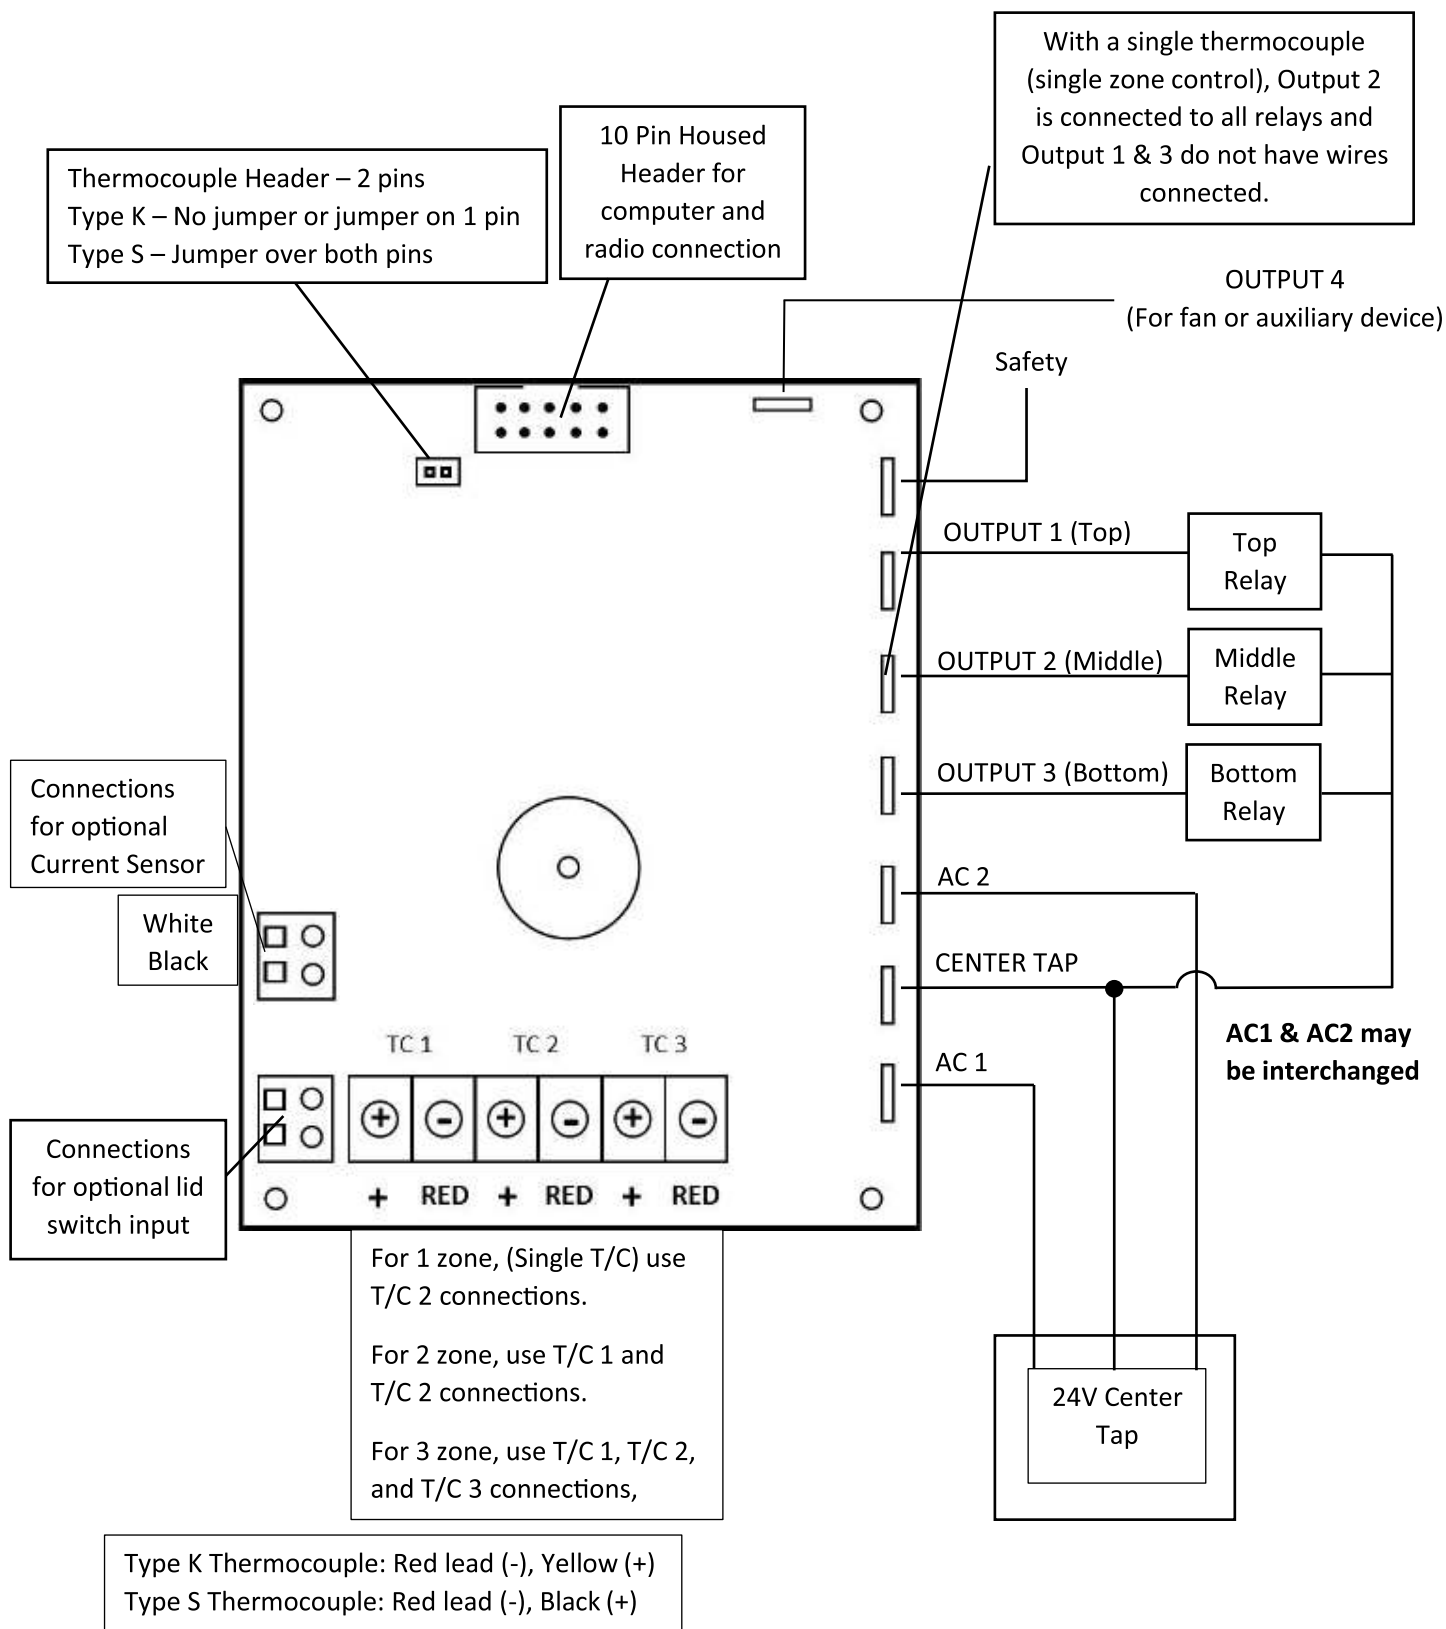 With a single thermocouple
(single zone control), Output 2
is connected to all relays and
Output 1 & 3 do not have wires
connected.
10 Pin Housed
Header for
computer and
radio connection
Thermocouple Header – 2 pins
Type K – No jumper or jumper on 1 pin
Type S – Jumper over both pins
OUTPUT 4
(For fan or auxiliary device)
Safety
OUTPUT 1 (Top)
Top
Relay
OUTPUT 2 (Middle)
Middle
Relay
OUTPUT 3 (Bottom)
Bottom
Relay
Connections
for optional
Current Sensor
White
Black
AC 2
CENTER TAP
AC1 & AC2 may
be interchanged
AC 1
TC 1 TC 2 TC 3
+ - + - + -
+ RED + RED + RED
Connections
for optional lid
switch input
For 1 zone, (Single T/C) use
T/C 2 connections.
For 2 zone, use T/C 1 and
T/C 2 connections.
For 3 zone, use T/C 1, T/C 2,
and T/C 3 connections,
24V Center
Tap
Type K Thermocouple: Red lead (-), Yellow (+)
Type S Thermocouple: Red lead (-), Black (+)